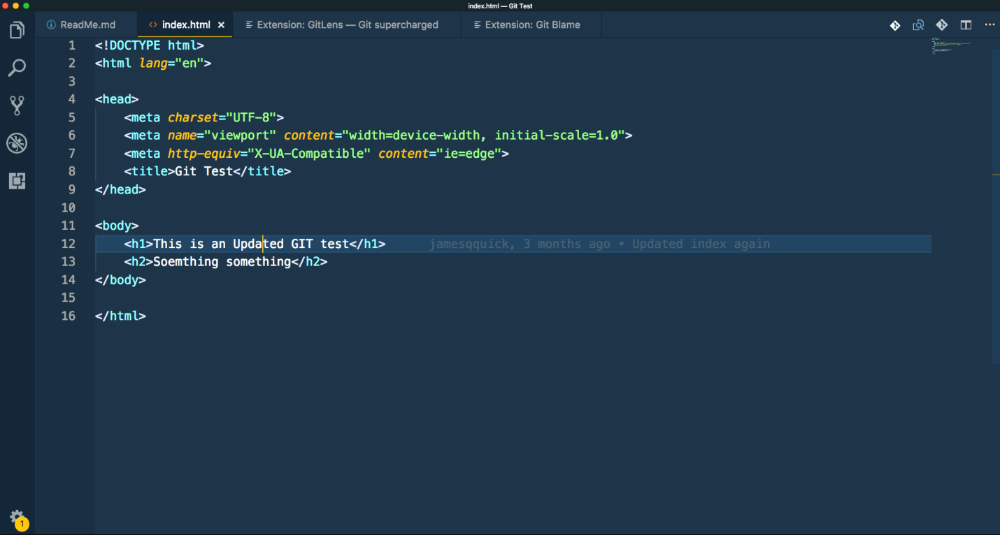 index.html — Git Test
ReadMe.md
index.html
Extension: GitLens — Git supercharged
Extension: Git Blame
1 <!DOCTYPE html>
2 <html lang="en">
3
4 <head>
5 <meta charset="UTF-8">
6 <meta name="viewport" content="width=device-width, initial-scale=1.0">
7 <meta http-equiv="X-UA-Compatible" content="ie=edge">
8 <title>Git Test</title>
9 </head>
10
11 <body>
12 <h1>This is an Updated GIT test</h1> jamesqquick, 3 months ago • Updated index again
13 <h2>Soemthing something</h2>
14 </body>
15
16 </html>
1